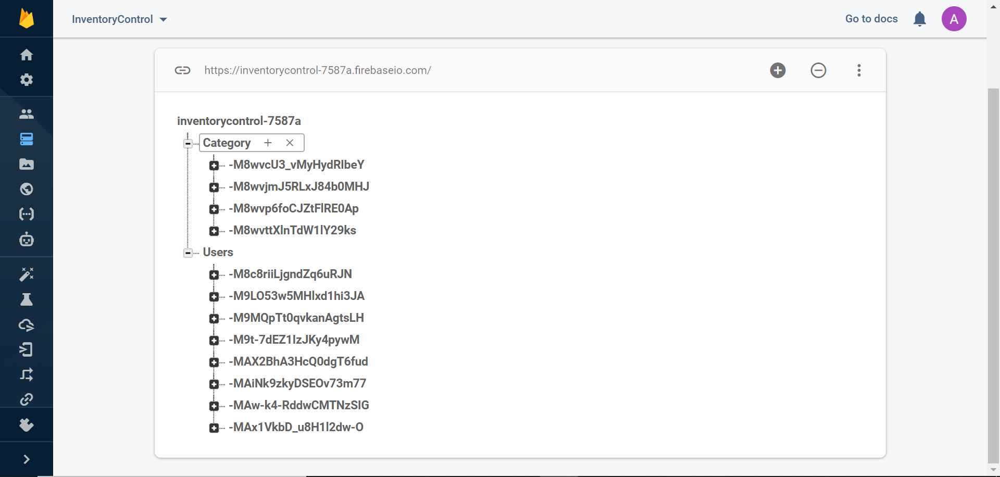 InventoryControl
Go to docs
A
https://inventorycontrol-7587a.firebaseio.com/
inventorycontrol-7587a
Category
-M8wvcU3_vMyHydRIbeY
-M8wvjmJ5RLxJ84b0MHJ
-M8wvp6foCJZtFlRE0Ap
-M8wvttXlnTdW1lY29ks
Users
-M8c8riiLjgndZq6uRJN
-M9LO53w5MHlxd1hi3JA
-M9MQpTt0qvkanAgtsLH
-M9t-7dEZ1IzJKy4pywM
-MAX2BhA3HcQ0dgT6fud
-MAiNk9zkyDSEOv73m77
-MAw-k4-RddwCMTNzSIG
-MAx1VkbD_u8H1l2dw-O